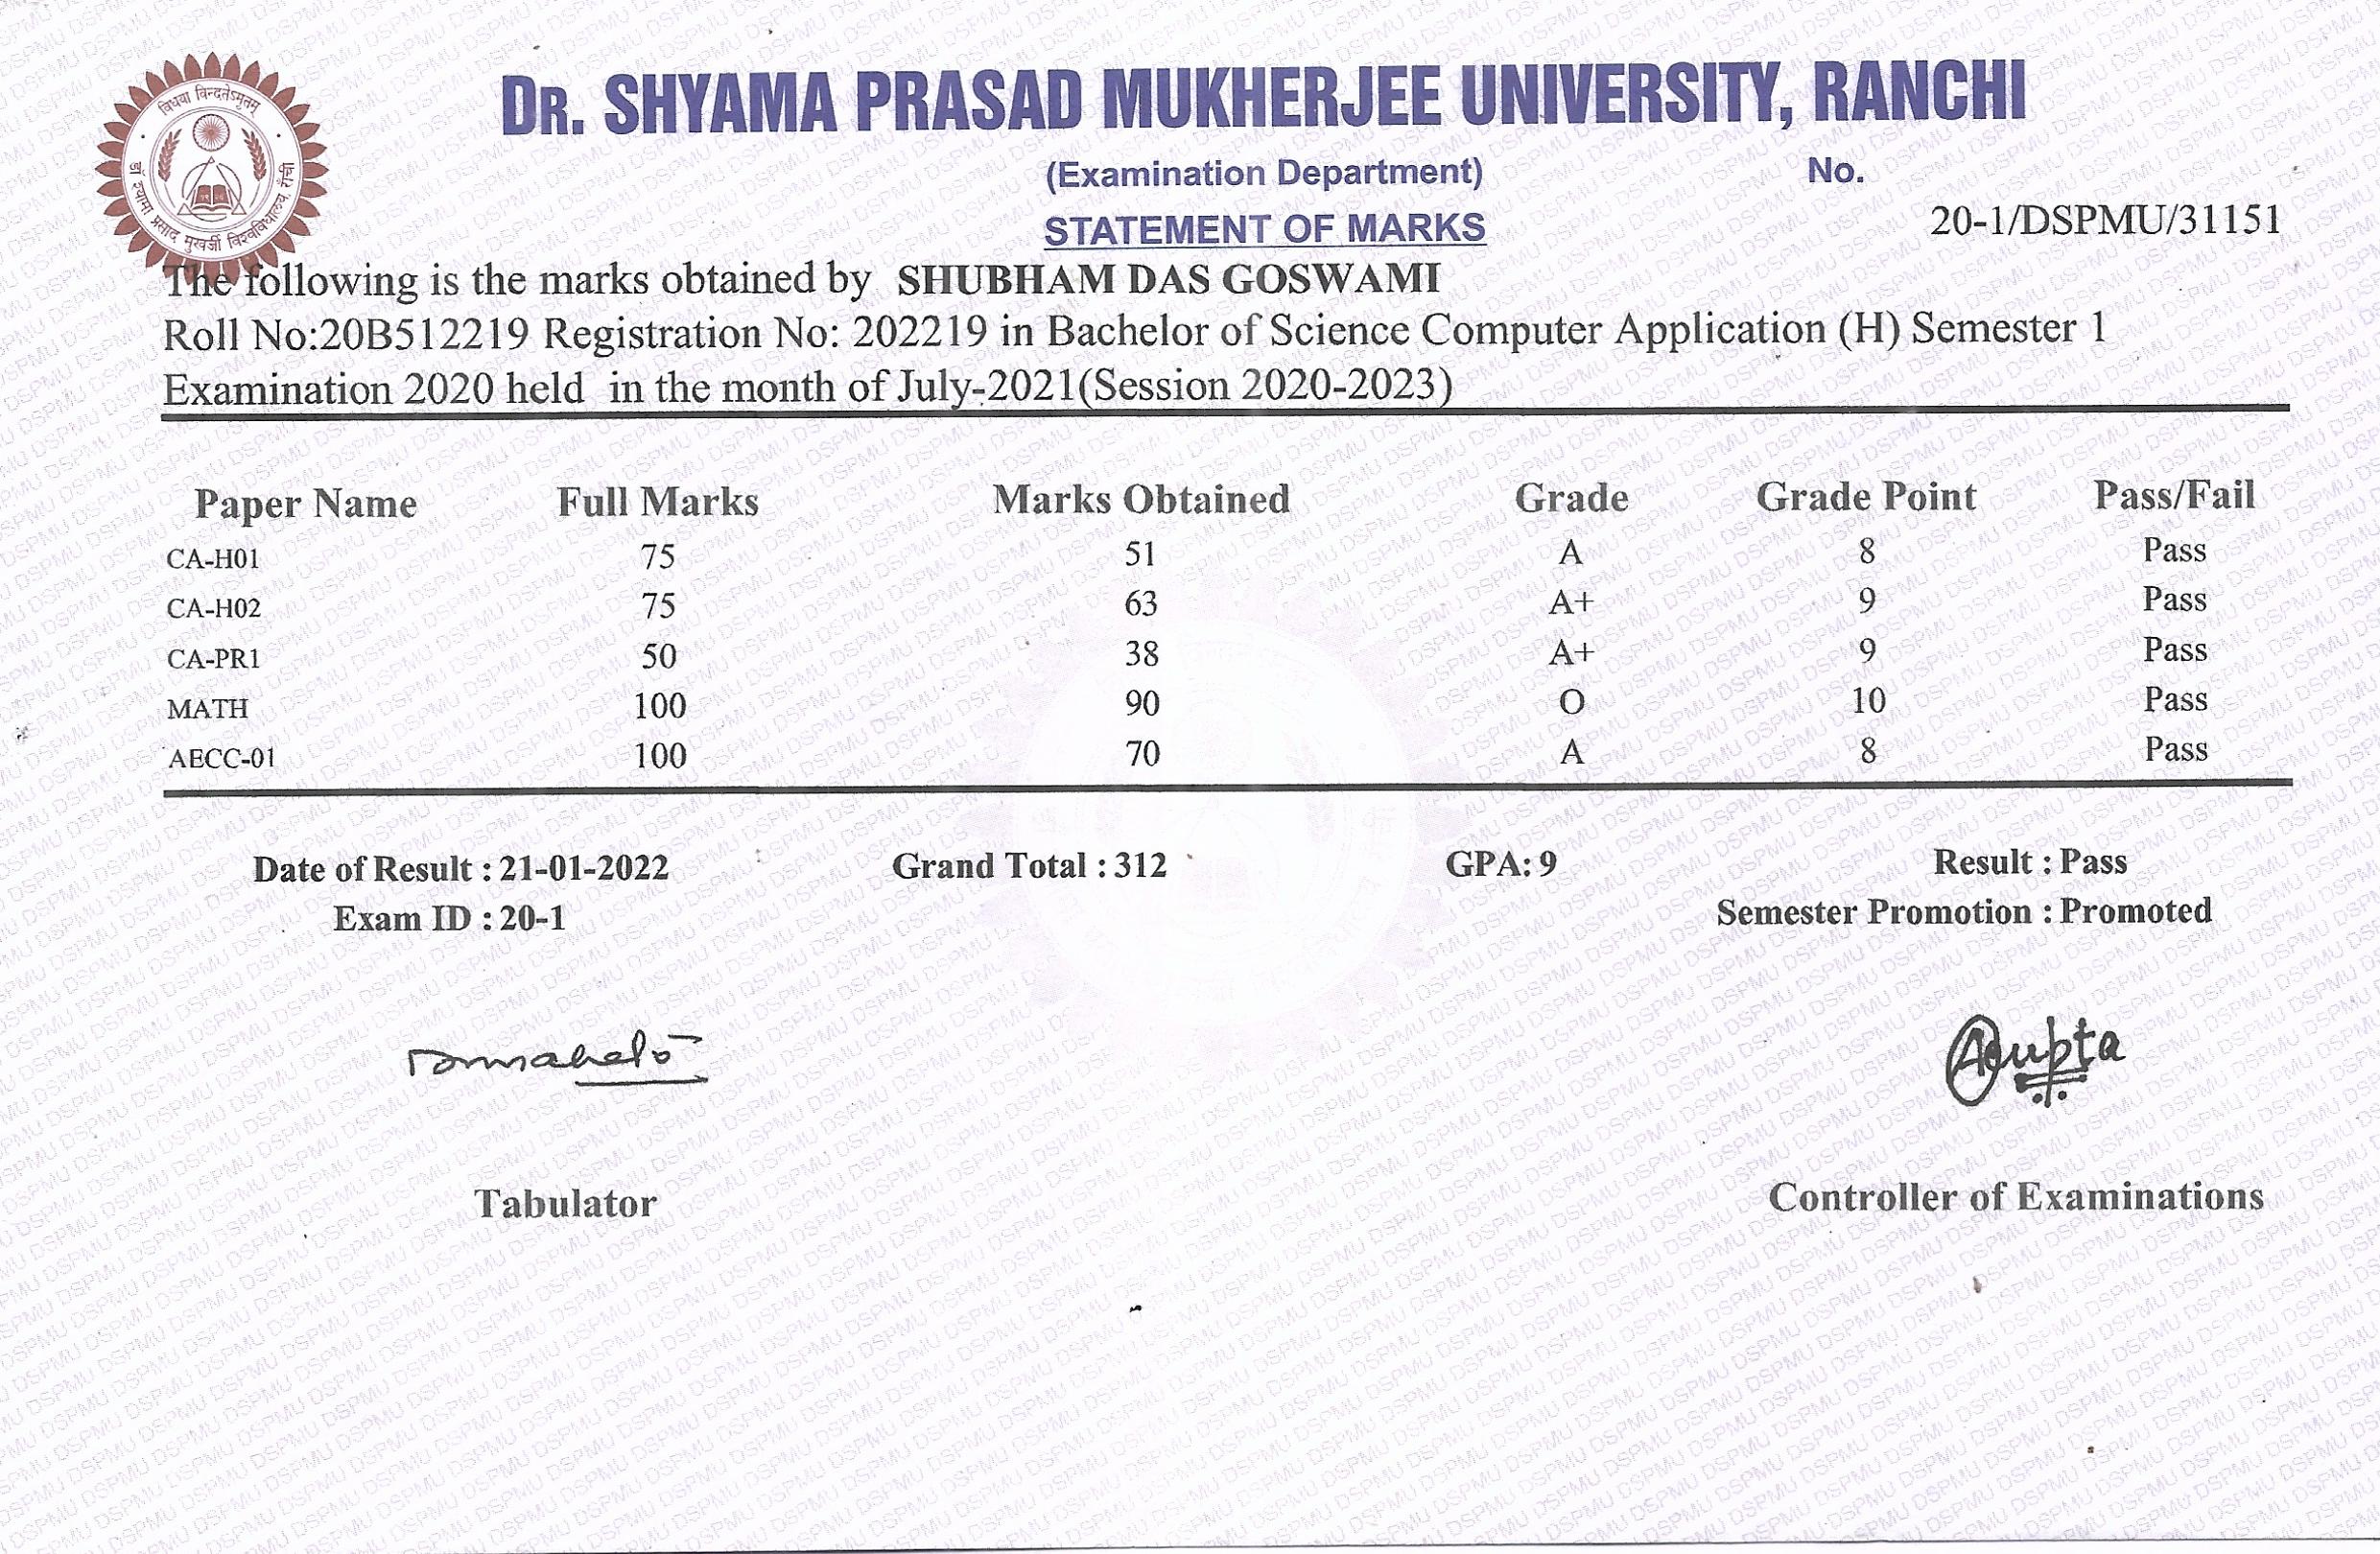 DR. SHYAMA PRASAD MUKHERJEE UNIVERSITY, RANCHI
(Examination Department) No.
STATEMENT OF MARKS
20-1/DSPMU/31151
विद्यया विन्दतेऽमृतम्
डॉ श्यामा प्रसाद मुखर्जी विश्वविद्यालय, राँची
The following is the marks obtained by SHUBHAM DAS GOSWAMI
Roll No:20B512219 Registration No: 202219 in Bachelor of Science Computer Application (H) Semester 1
Examination 2020 held in the month of July-2021(Session 2020-2023)
Paper Name Full Marks Marks Obtained Grade Grade Point Pass/Fail
CA-H01 75 51 A 8 Pass
CA-H02 75 63 A+ 9 Pass
CA-PR1 50 38 A+ 9 Pass
MATH 100 90 O 10 Pass
AECC-01 100 70 A 8 Pass
Date of Result : 21-01-2022 Grand Total : 312 GPA: 9 Result : Pass
Exam ID : 20-1 Semester Promotion : Promoted
Gupta
Tabulator Controller of Examinations